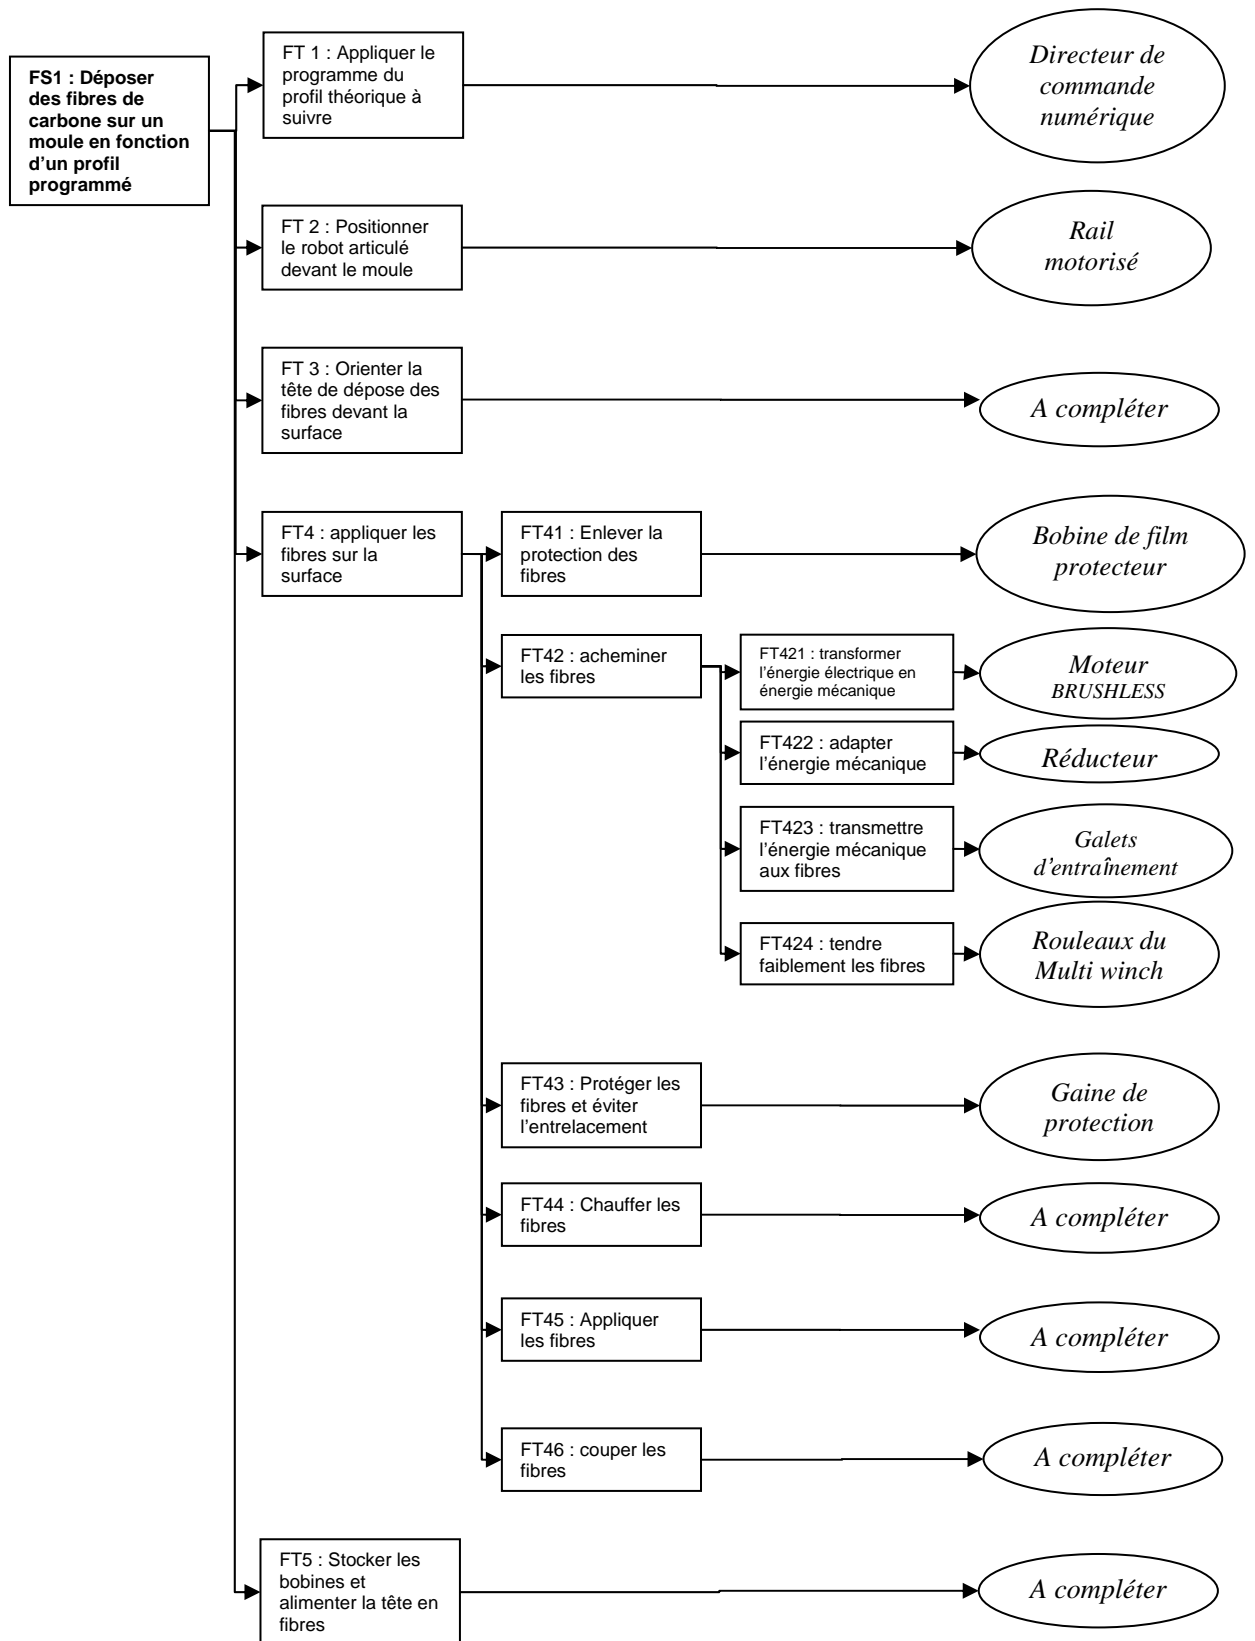 FS1 : Déposer
des fibres de
carbone sur un
moule en fonction
d'un profil
programmé
FT 1 : Appliquer le
programme du
profil théorique à
suivre
Directeur de
commande
numérique
FT 2 : Positionner
le robot articulé
devant le moule
Rail
motorisé
FT 3 : Orienter la
tête de dépose des
fibres devant la
surface
A compléter
FT4 : appliquer les
fibres sur la
surface
FT41 : Enlever la
protection des
fibres
Bobine de film
protecteur
FT42 : acheminer
les fibres
FT421 : transformer
l'énergie électrique en
énergie mécanique
Moteur
BRUSHLESS
FT422 : adapter
l'énergie mécanique
Réducteur
FT423 : transmettre
l'énergie mécanique
aux fibres
Galets
d'entraînement
FT424 : tendre
faiblement les fibres
Rouleaux du
Multi winch
FT43 : Protéger les
fibres et éviter
l'entrelacement
Gaine de
protection
FT44 : Chauffer les
fibres
A compléter
FT45 : Appliquer
les fibres
A compléter
FT46 : couper les
fibres
A compléter
FT5 : Stocker les
bobines et
alimenter la tête en
fibres
A compléter